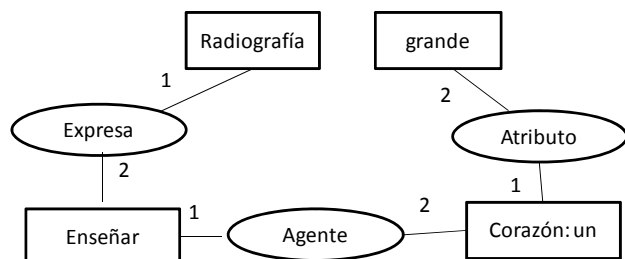 Radiografía
grande
1
2
Expresa
Atributo
2
1
Enseñar
1
Agente
2
Corazón: un